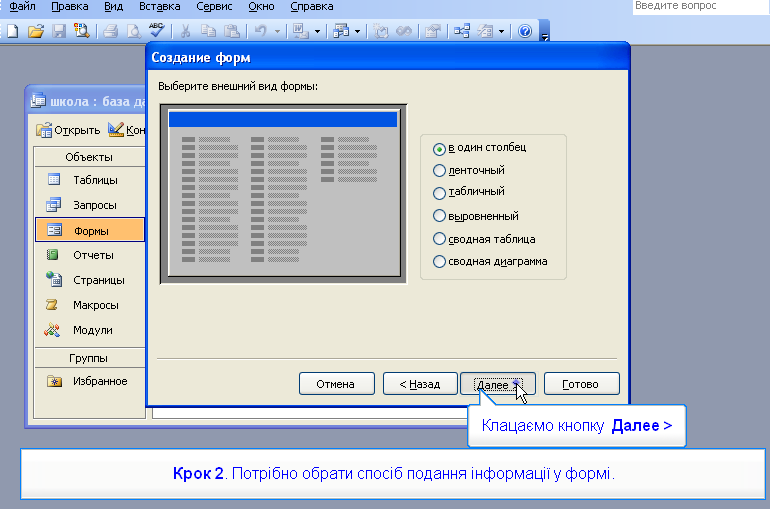 Файл Правка Вид Вставка Сервис Окно Справка Введите вопрос
Создание форм
Выберите внешний вид формы:
школа : база да
Открыть Кон
Объекты
Таблицы
Запросы
Формы
Отчеты
Страницы
Макросы
Модули
Группы
Избранное
в один столбец
ленточный
табличный
выровненный
сводная таблица
сводная диаграмма
Отмена < Назад Далее > Готово
Клацаємо кнопку Далее >
Крок 2. Потрібно обрати спосіб подання інформації у формі.